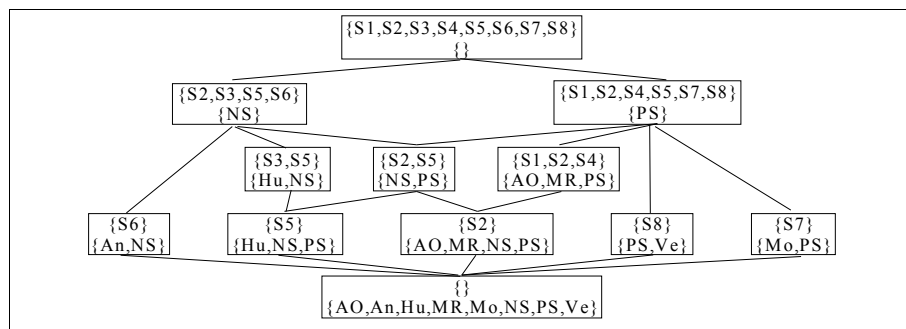 {S1,S2,S3,S4,S5,S6,S7,S8}
{}
{S2,S3,S5,S6}
{NS}
{S1,S2,S4,S5,S7,S8}
{PS}
{S3,S5}
{Hu,NS}
{S2,S5}
{NS,PS}
{S1,S2,S4}
{AO,MR,PS}
{S6}
{An,NS}
{S5}
{Hu,NS,PS}
{S2}
{AO,MR,NS,PS}
{S8}
{PS,Ve}
{S7}
{Mo,PS}
{}
{AO,An,Hu,MR,Mo,NS,PS,Ve}